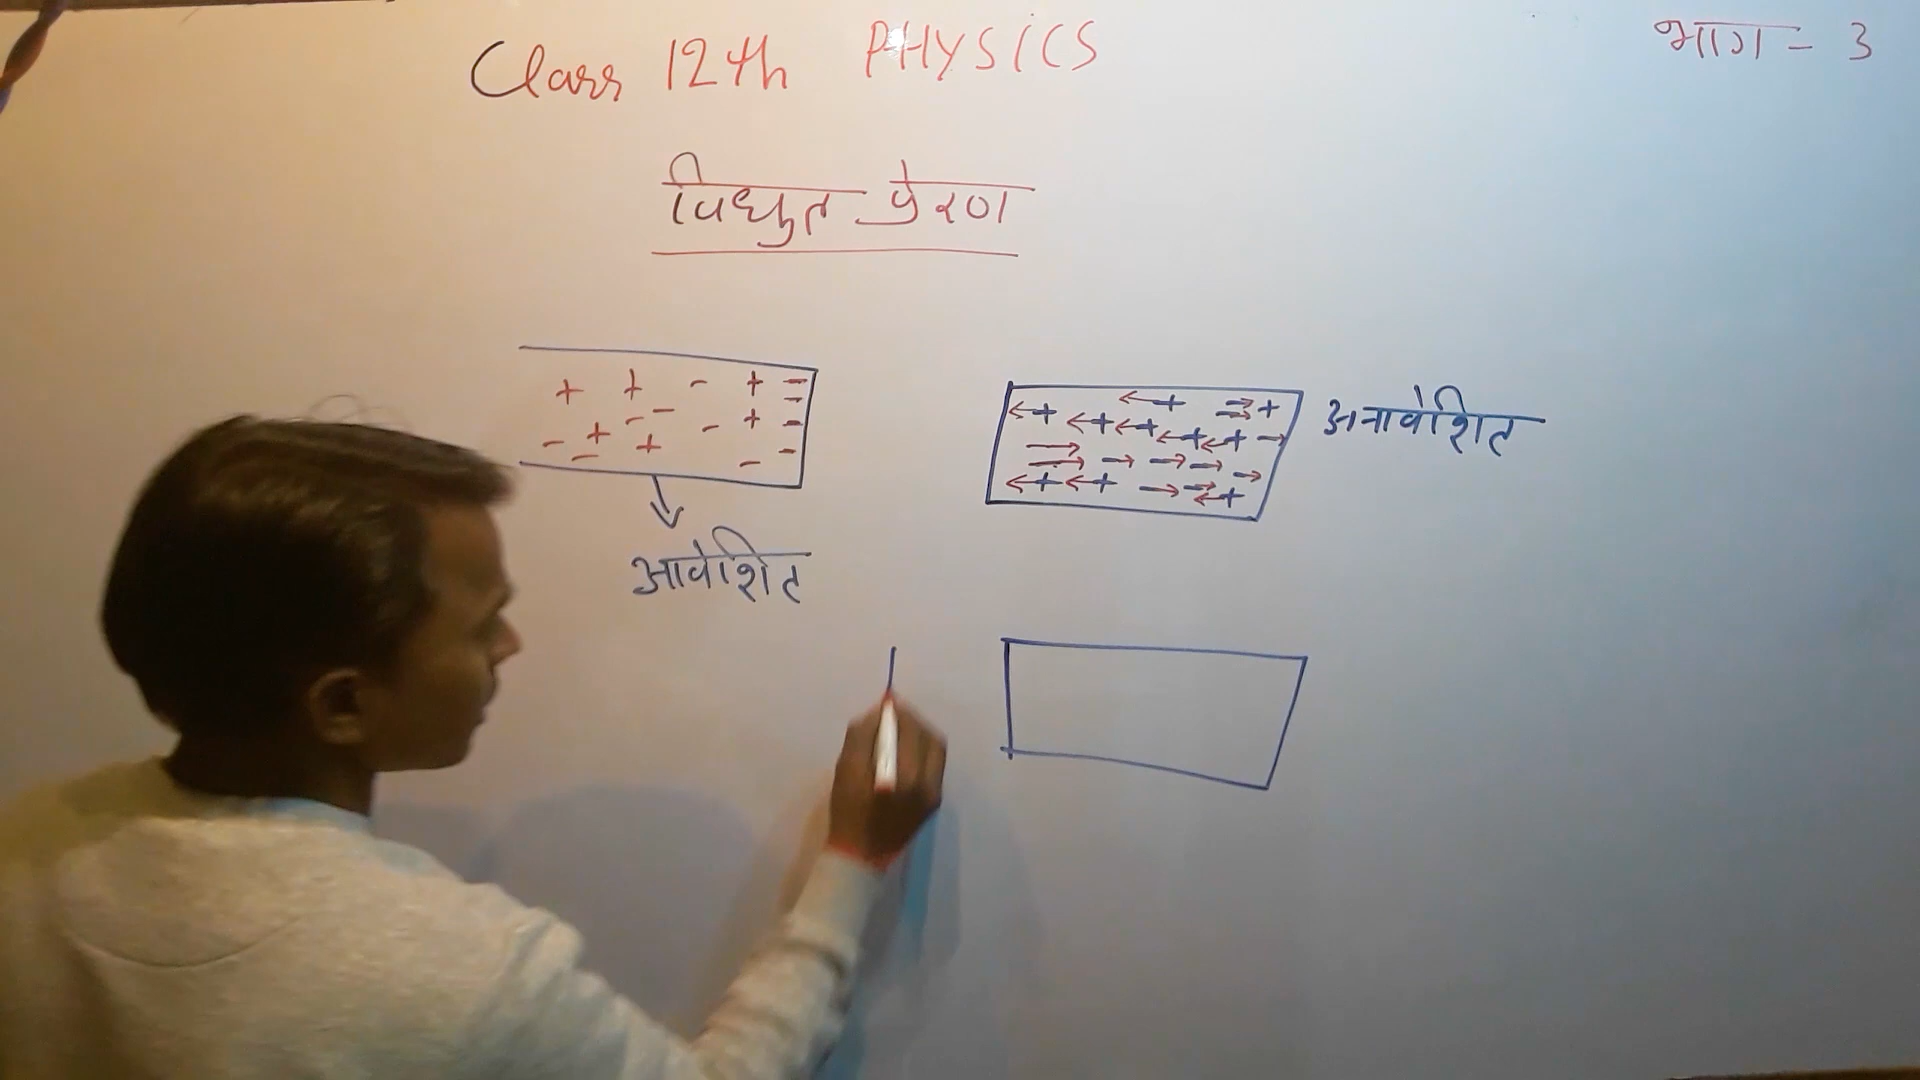 Class 12th PHYSICS
भाग - 3
विधुत प्रेरण
+ + - + -
- + - - + - - + - - -
अनावेशित
आवेशित